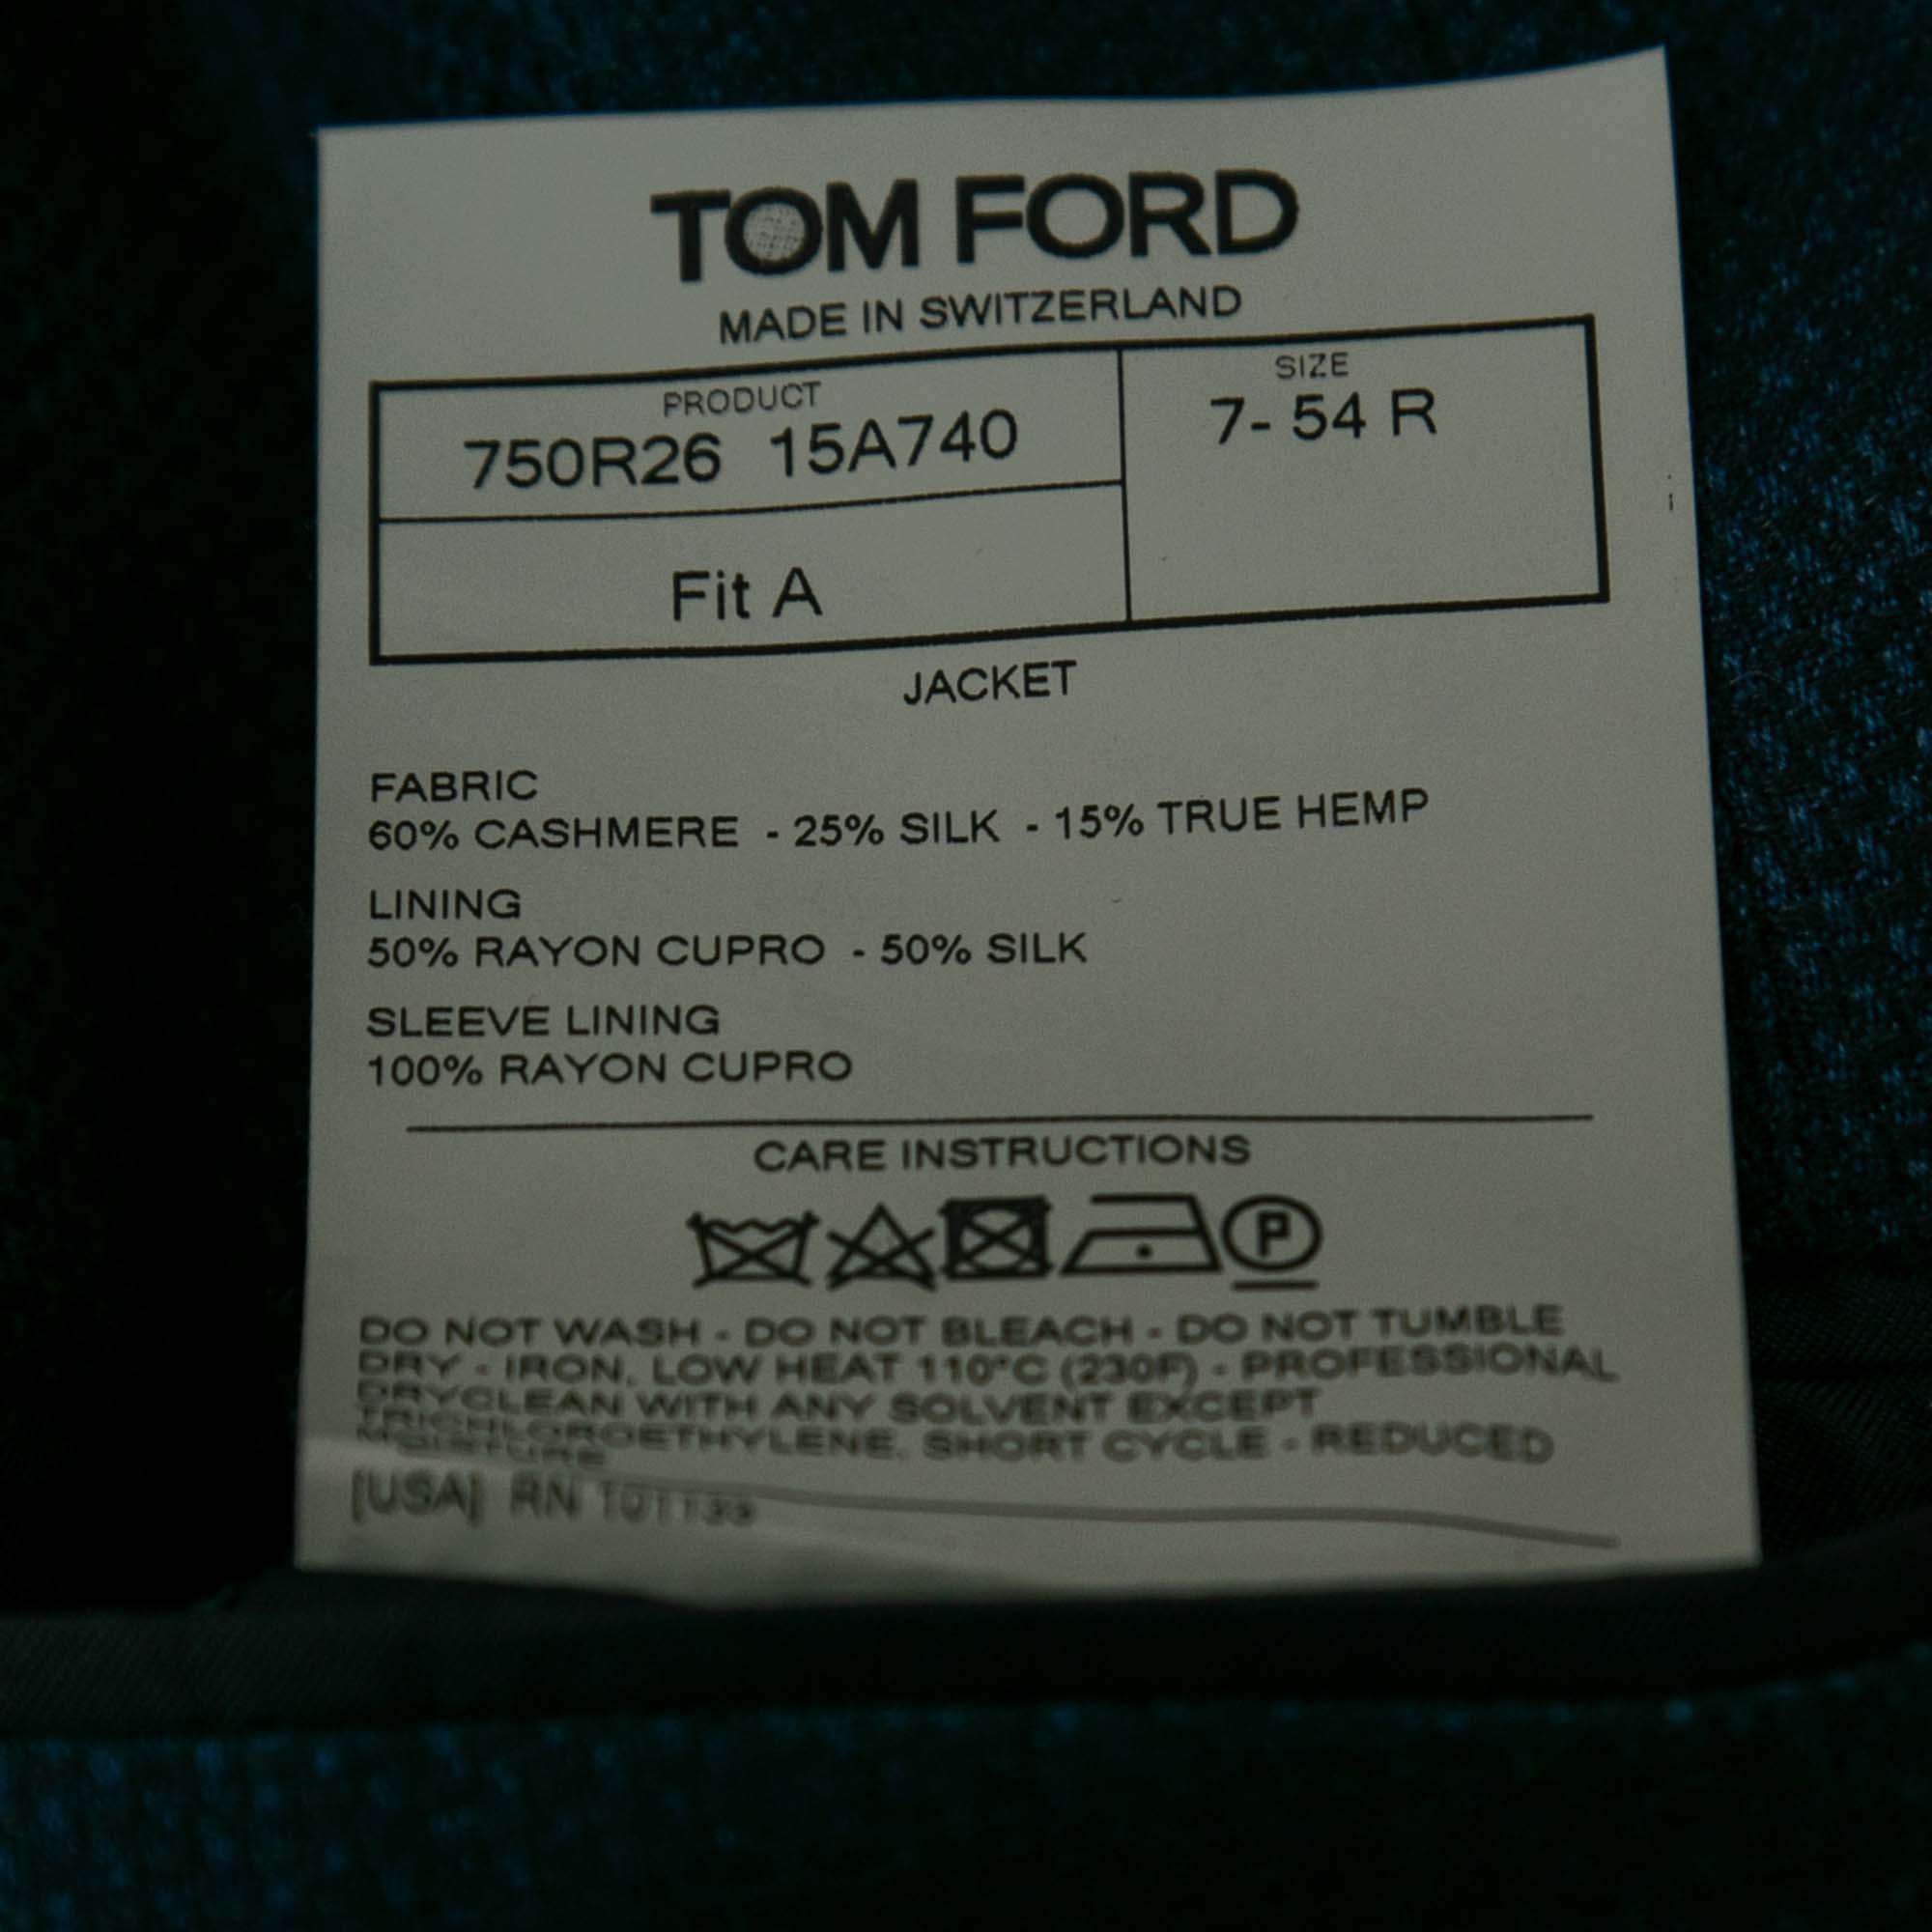 TOM FORD
MADE IN SWITZERLAND
PRODUCT
750R26 15A740
SIZE
7- 54 R
Fit A
JACKET
FABRIC
60% CASHMERE - 25% SILK - 15% TRUE HEMP
LINING
50% RAYON CUPRO - 50% SILK
SLEEVE LINING
100% RAYON CUPRO
CARE INSTRUCTIONS
P
DO NOT WASH - DO NOT BLEACH - DO NOT TUMBLE
DRY - IRON, LOW HEAT 110°C (230F) - PROFESSIONAL
DRYCLEAN WITH ANY SOLVENT EXCEPT
TRICHLOROETHYLENE, SHORT CYCLE - REDUCED
MOISTURE
[USA] RN